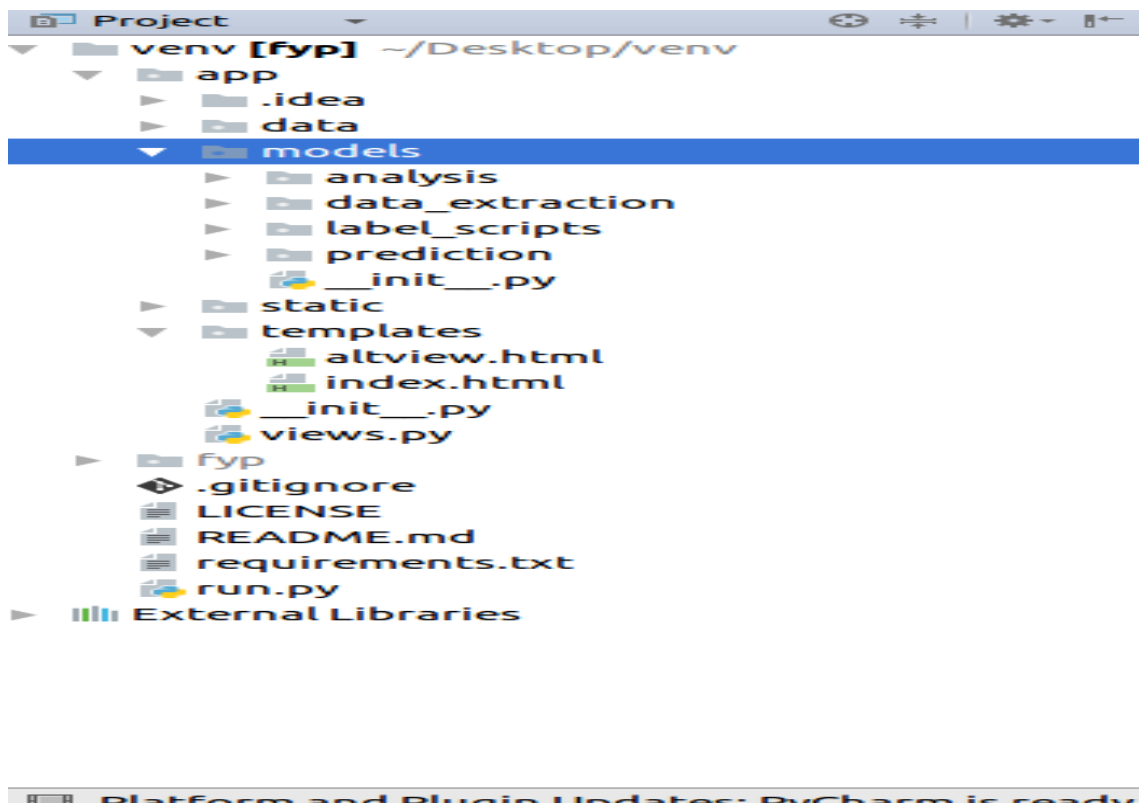 Project
venv [fyp] ~/Desktop/venv
app
.idea
data
models
analysis
data_extraction
label_scripts
prediction
__init__.py
static
templates
altview.html
index.html
__init__.py
views.py
fyp
.gitignore
LICENSE
README.md
requirements.txt
run.py
External Libraries
Platform and Plugin Updates: PyCharm is ready